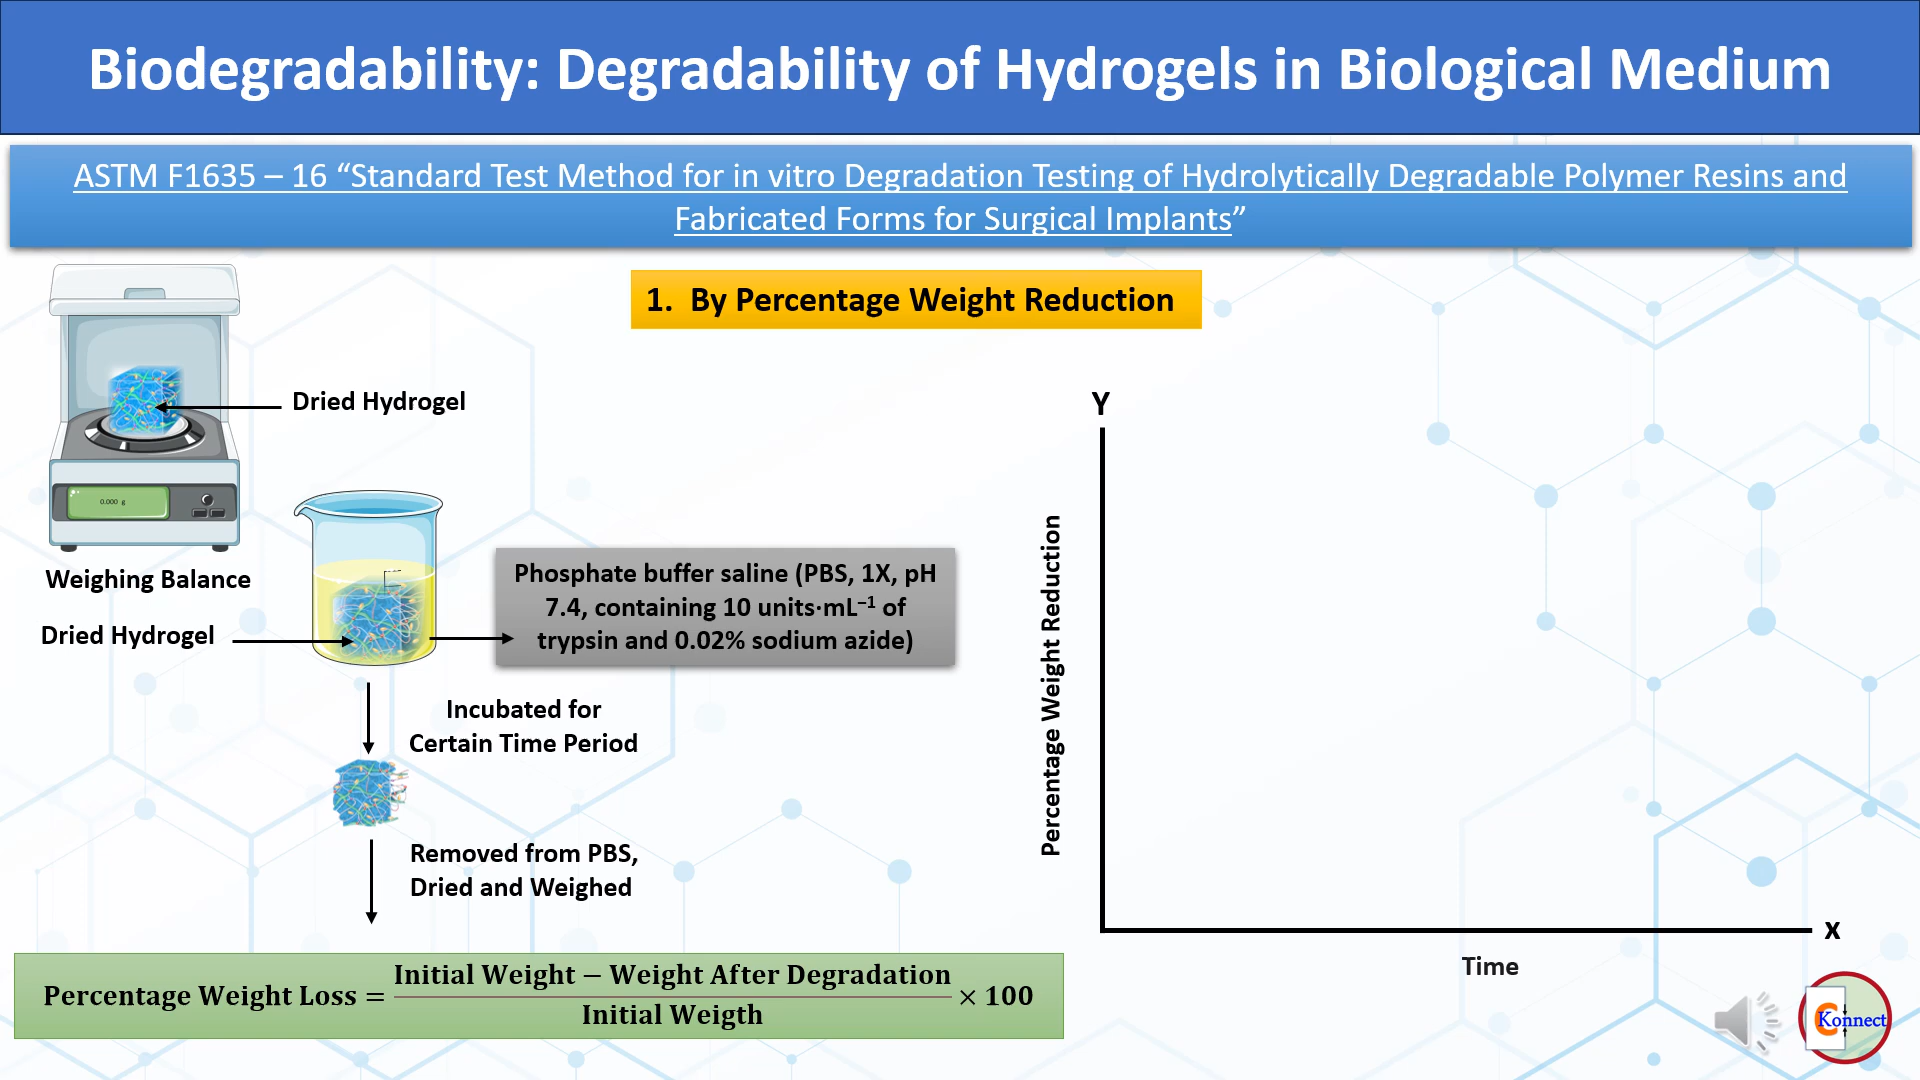 Biodegradability: Degradability of Hydrogels in Biological Medium
ASTM F1635 – 16 “Standard Test Method for in vitro Degradation Testing of Hydrolytically Degradable Polymer Resins and
Fabricated Forms for Surgical Implants”
1. By Percentage Weight Reduction
Dried Hydrogel
0.000 g
Weighing Balance
Dried Hydrogel
Phosphate buffer saline (PBS, 1X, pH
7.4, containing 10 units·mL⁻¹ of
trypsin and 0.02% sodium azide)
Incubated for
Certain Time Period
Removed from PBS,
Dried and Weighed
Percentage Weight Loss = (Initial Weight − Weight After Degradation) / (Initial Weigth) × 100
Y
Percentage Weight Reduction
X
Time
C Konnect